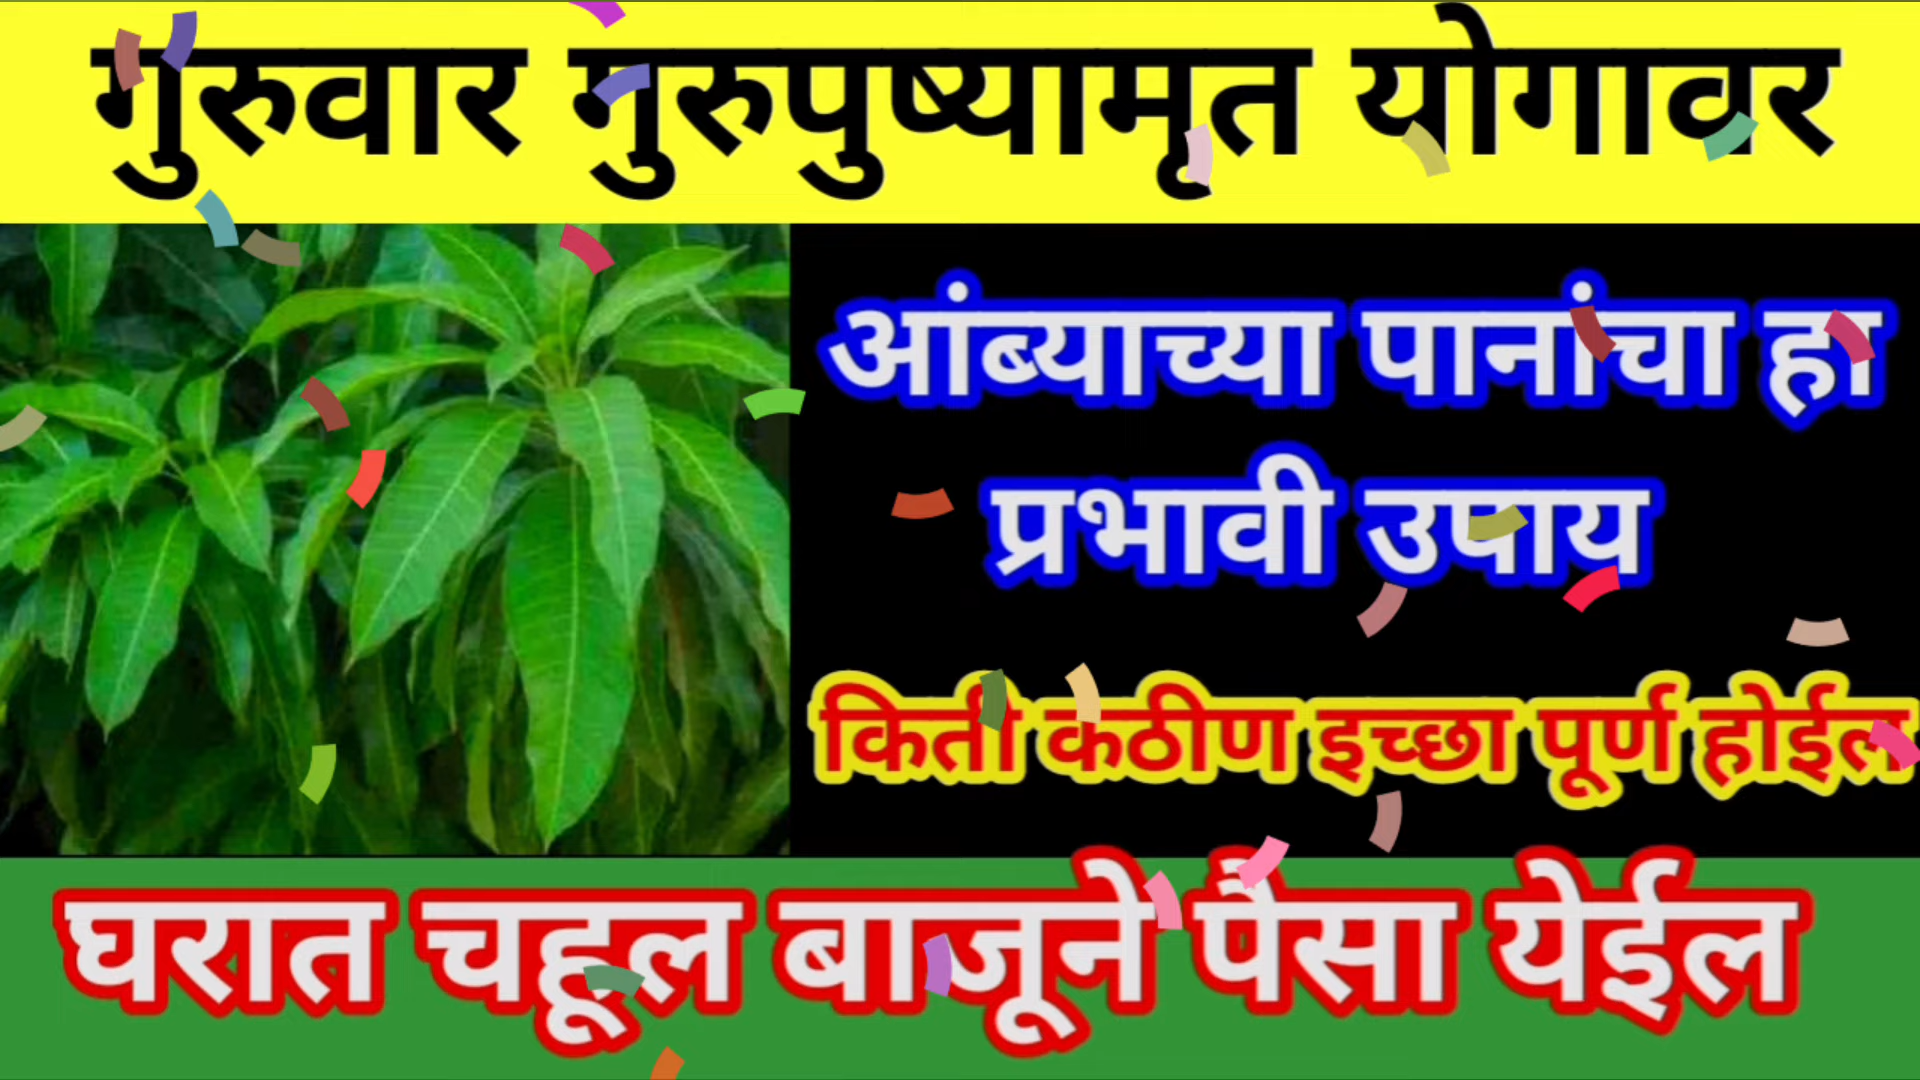 गुरुवार गुरुपुष्यामृत योगावर
आंब्याच्या पानांचा हा
प्रभावी उपाय
किती कठीण इच्छा पूर्ण होईल
घरात चहूल बाजूने पैसा येईल